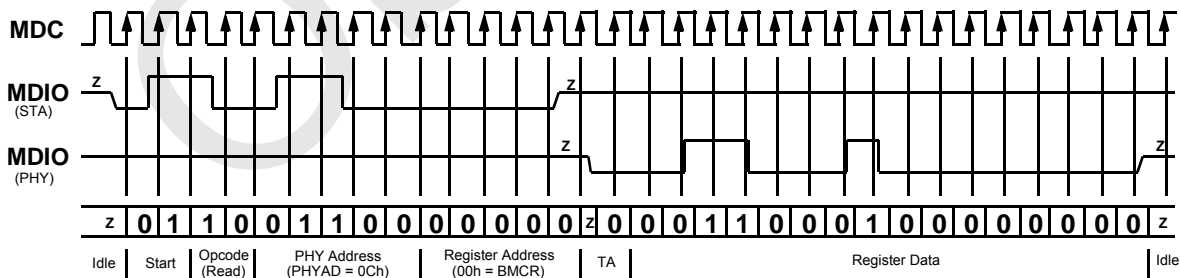 MDC
z
MDIO
(STA)
z
MDIO
(PHY)
z
z
z 0 1 1 0 0 1 1 0 0 0 0 0 0 0 z 0 0 0 1 1 0 0 0 1 0 0 0 0 0 0 0 0 z
Idle Start Opcode (Read) PHY Address (PHYAD = 0Ch) Register Address (00h = BMCR) TA Register Data Idle